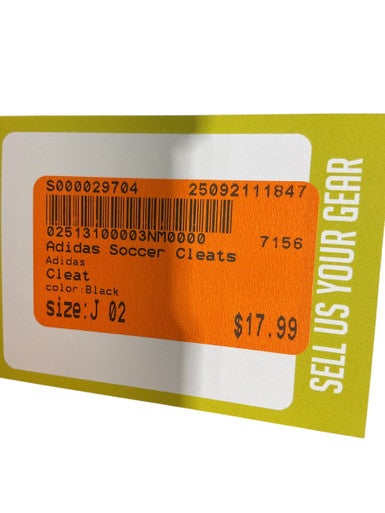 S000029704 25092111847
02513100003NM0000
Adidas Soccer Cleats 7156
Adidas
Cleat
color:Black
size:J 02
$17.99
SELL US YOUR GEAR